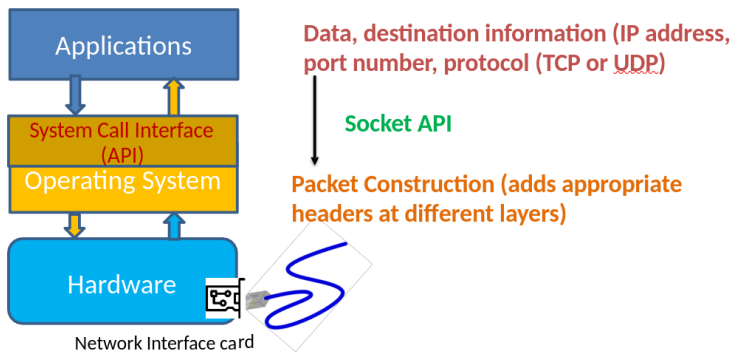 Applications
System Call Interface
(API)
Operating System
Hardware
Network Interface card
Data, destination information (IP address,
port number, protocol (TCP or UDP)
Socket API
Packet Construction (adds appropriate
headers at different layers)